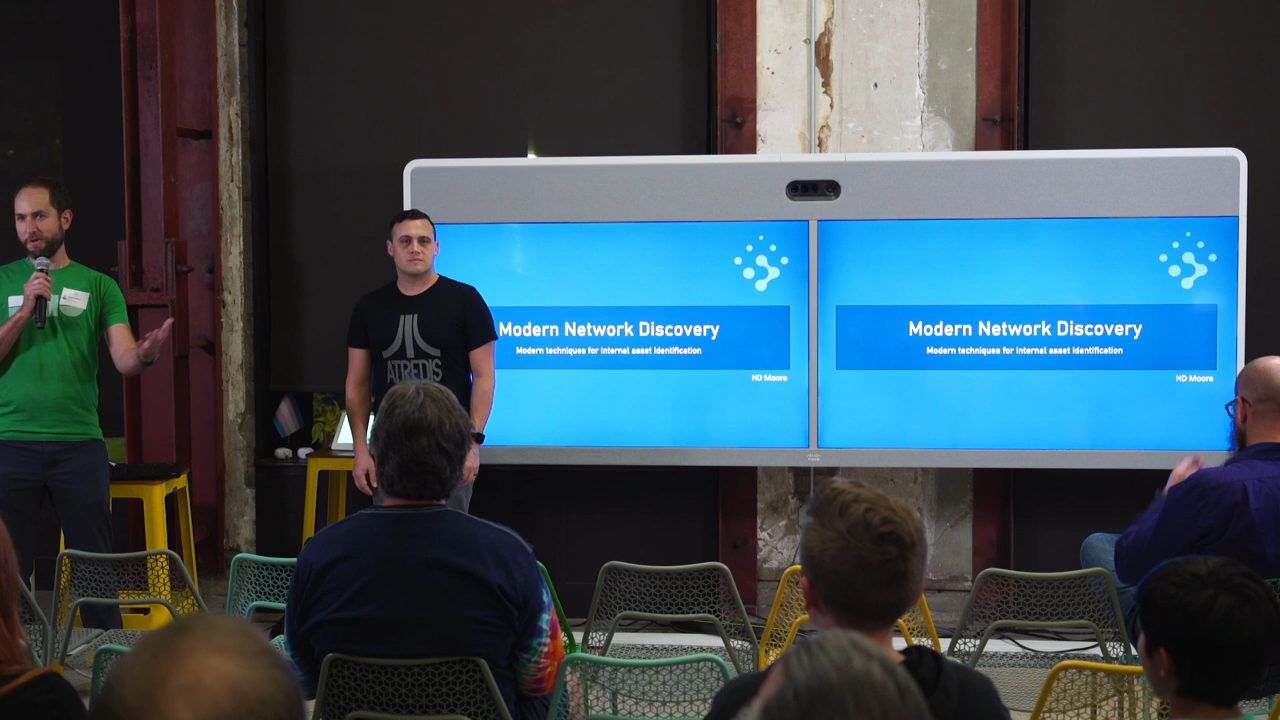 ATREDIS
Modern Network Discovery
Modern techniques for internal asset identification
HD Moore
Modern Network Discovery
Modern techniques for internal asset identification
HD Moore